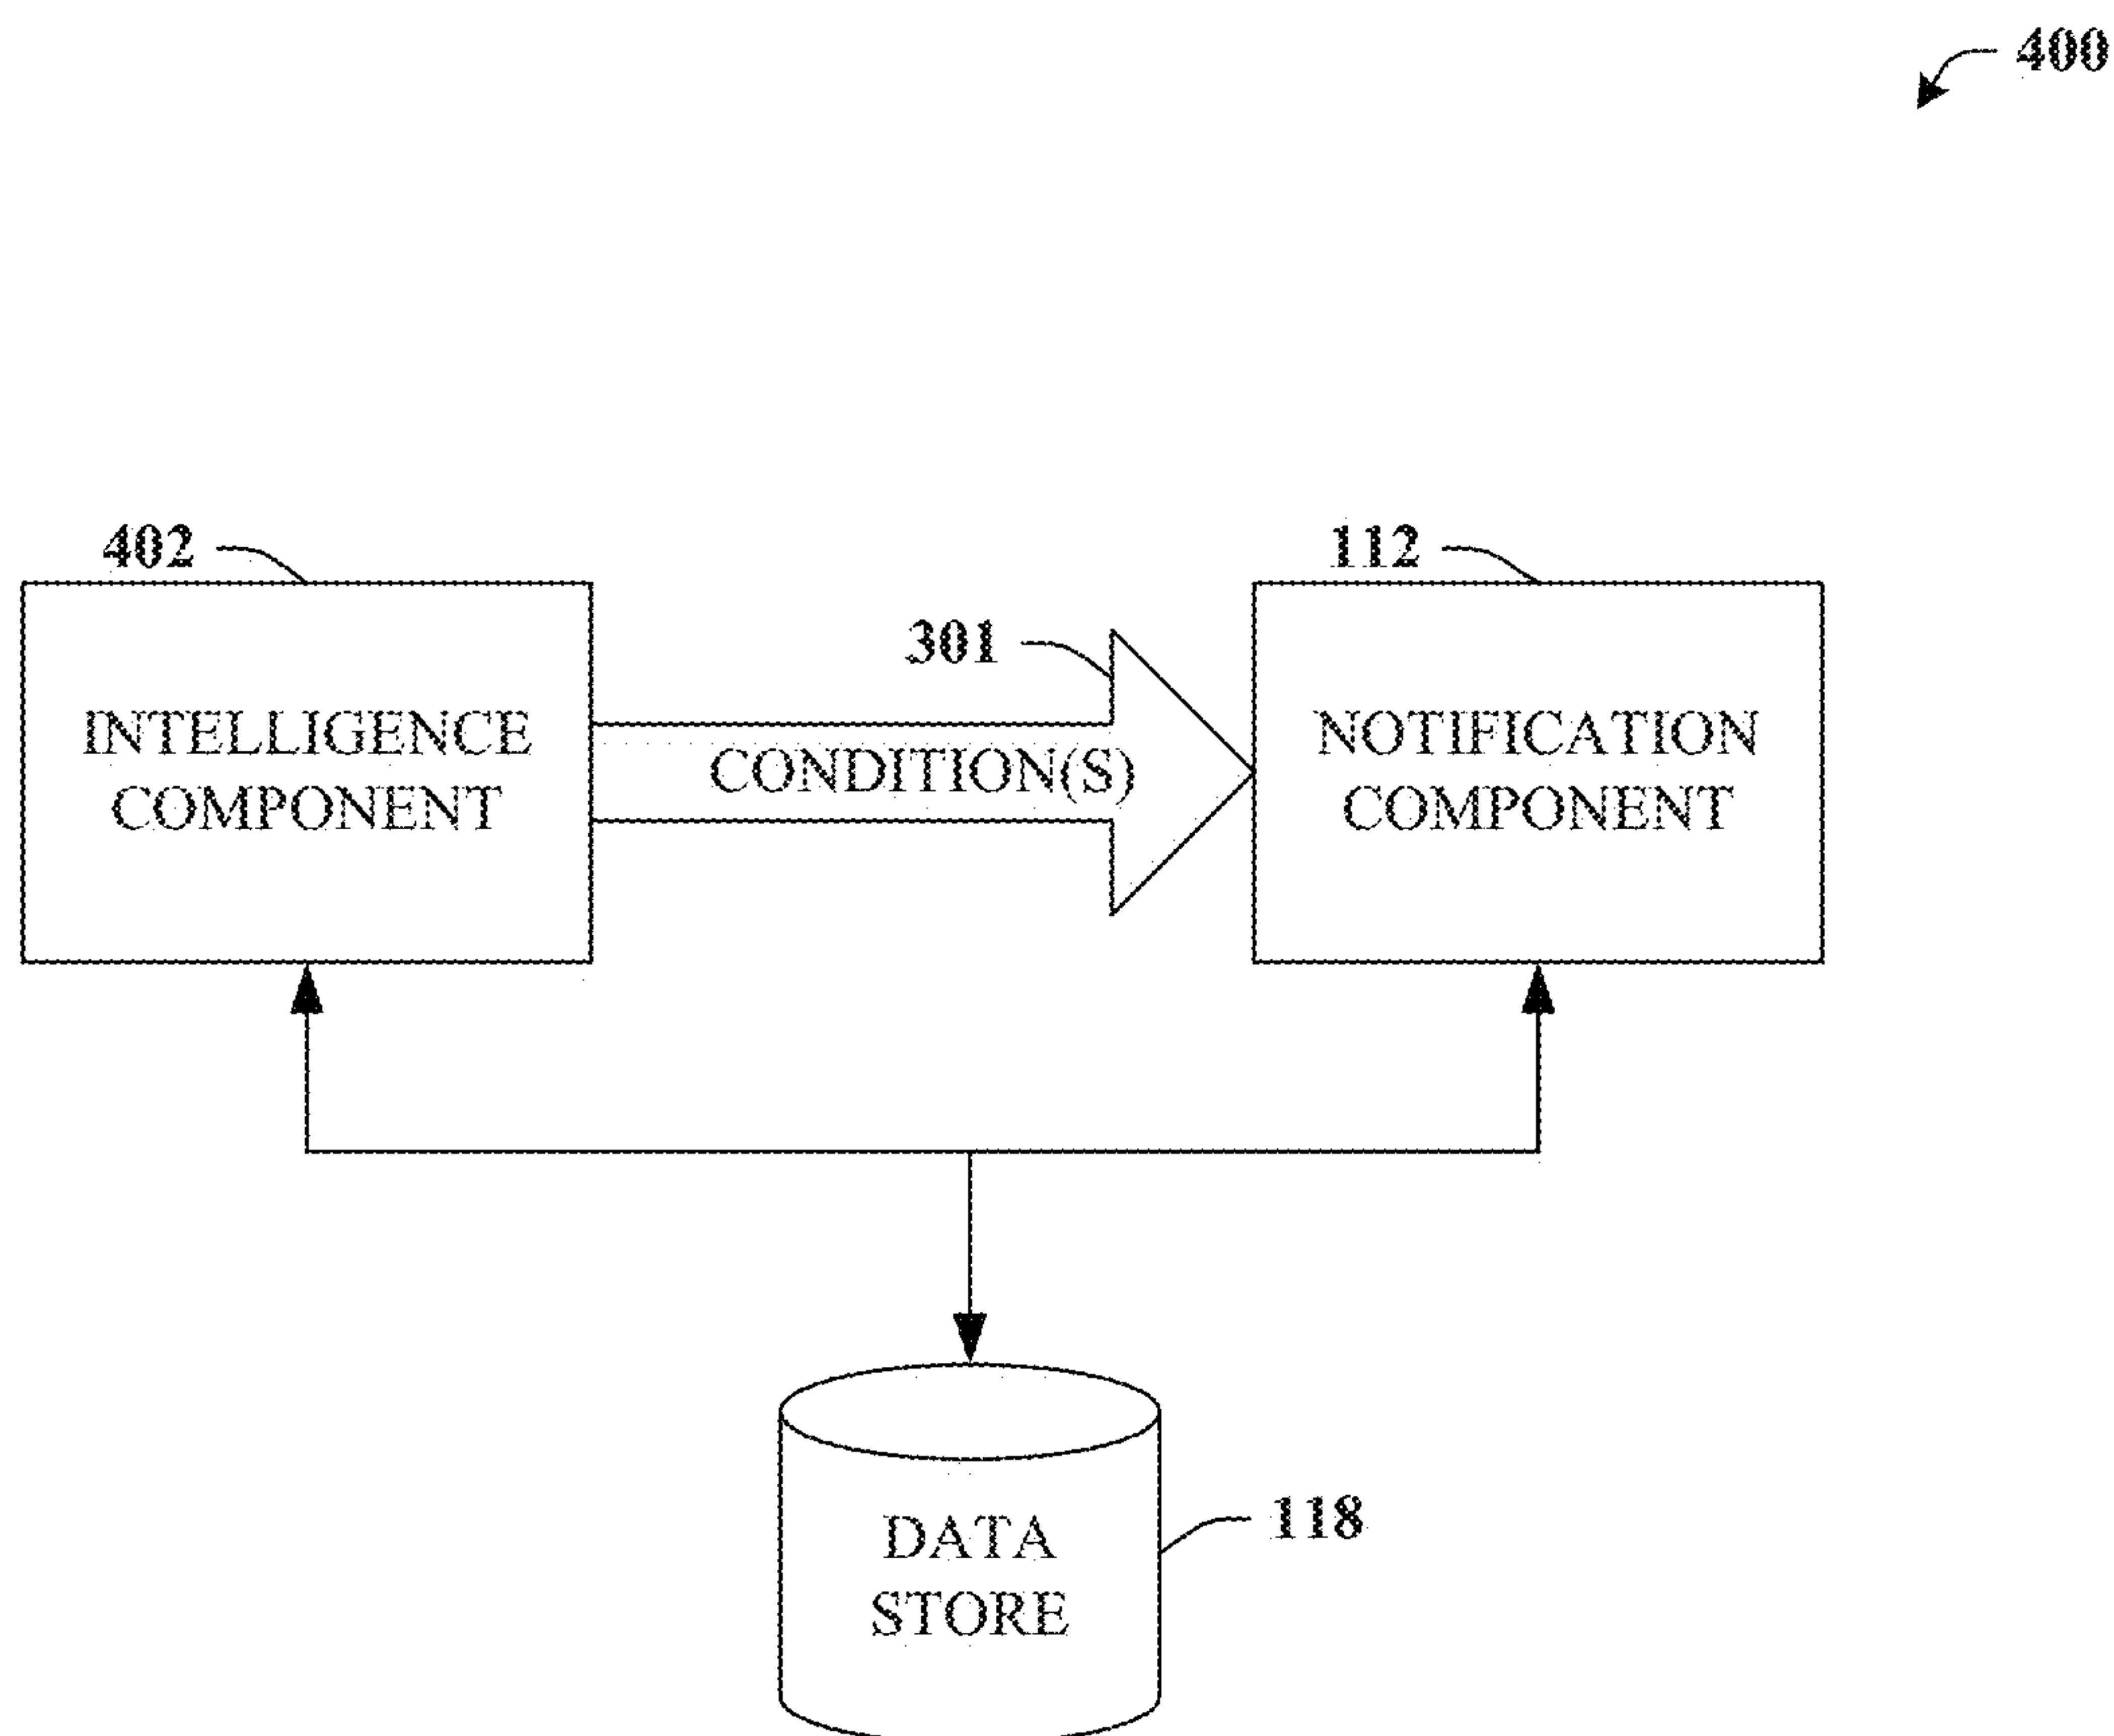 400
402
112
301
INTELLIGENCE
COMPONENT
CONDITION(S)
NOTIFICATION
COMPONENT
DATA
STORE
118